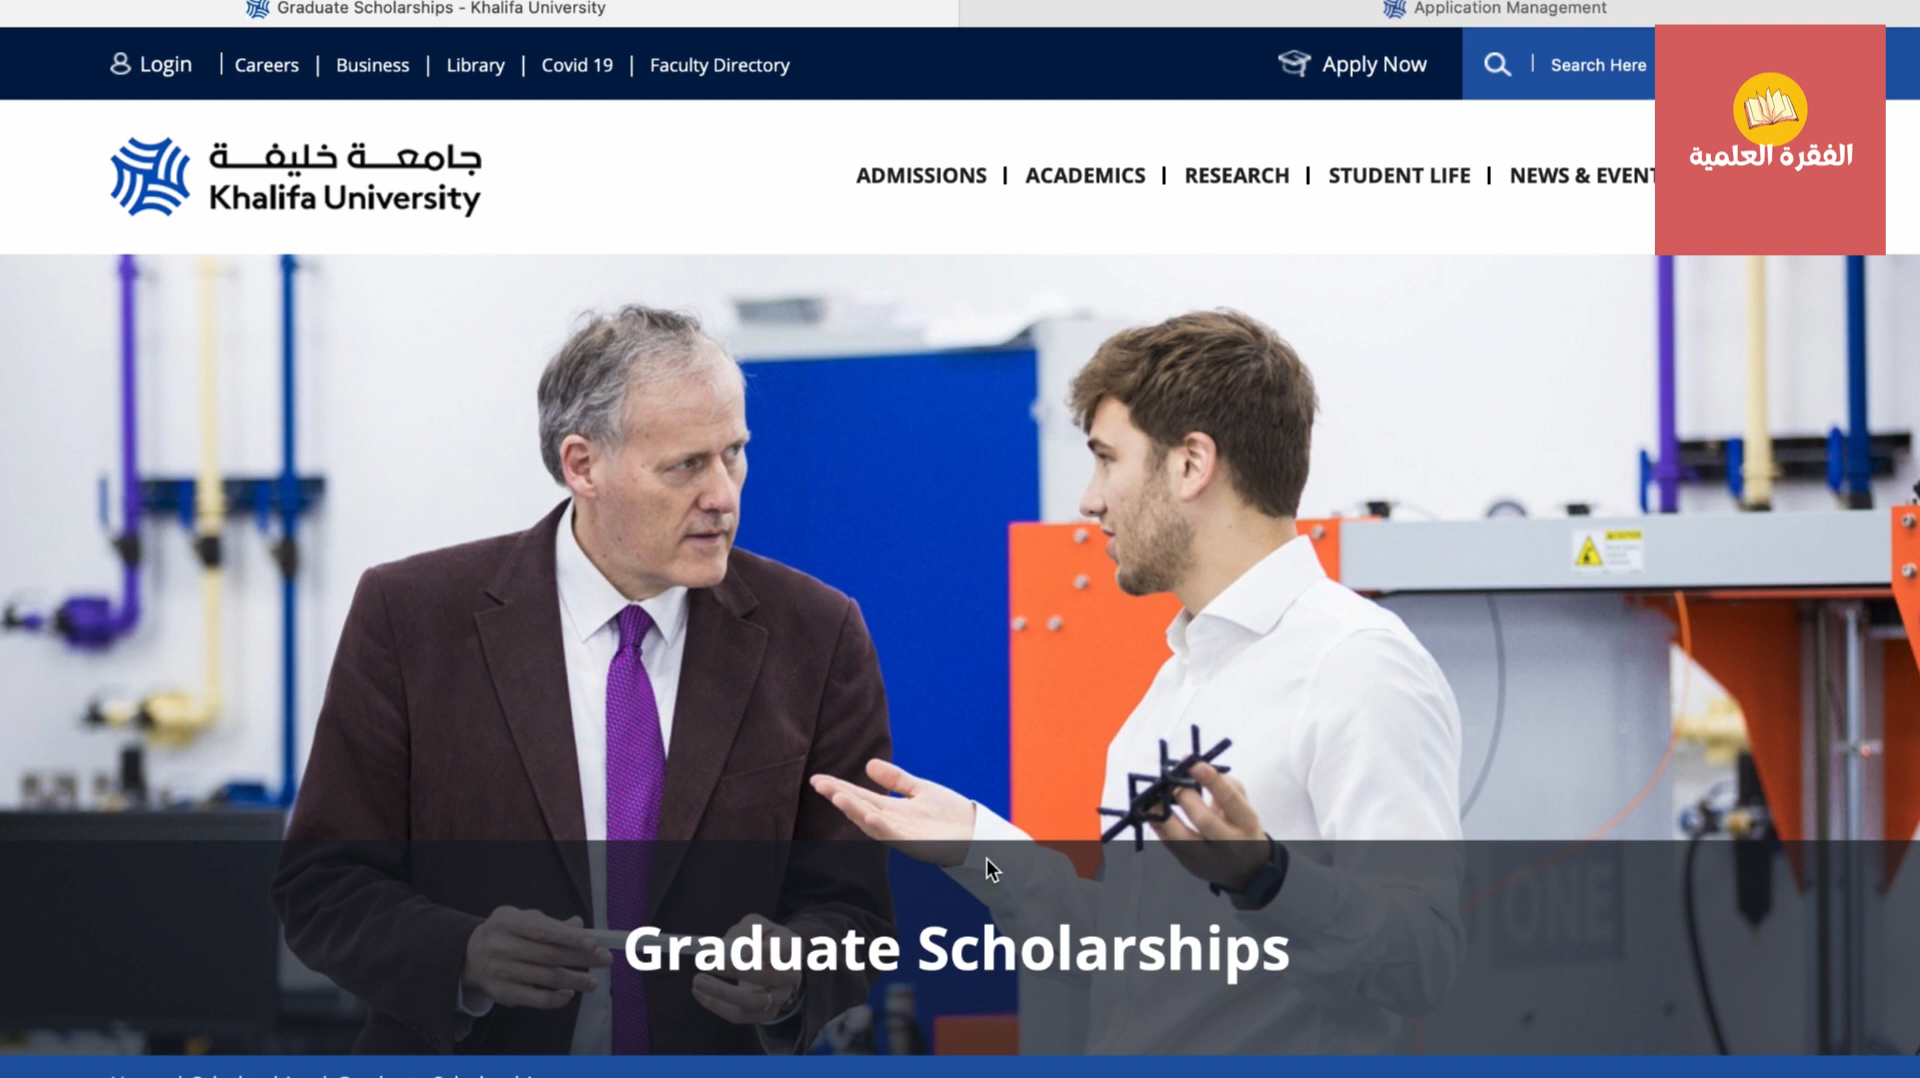 Graduate Scholarships - Khalifa University
Application Management
Login | Careers | Business | Library | Covid 19 | Faculty Directory
Apply Now
Search Here
الفقرة العلمية
جامعة خليفة
Khalifa University
ADMISSIONS | ACADEMICS | RESEARCH | STUDENT LIFE | NEWS & EVENT
ONE
Graduate Scholarships